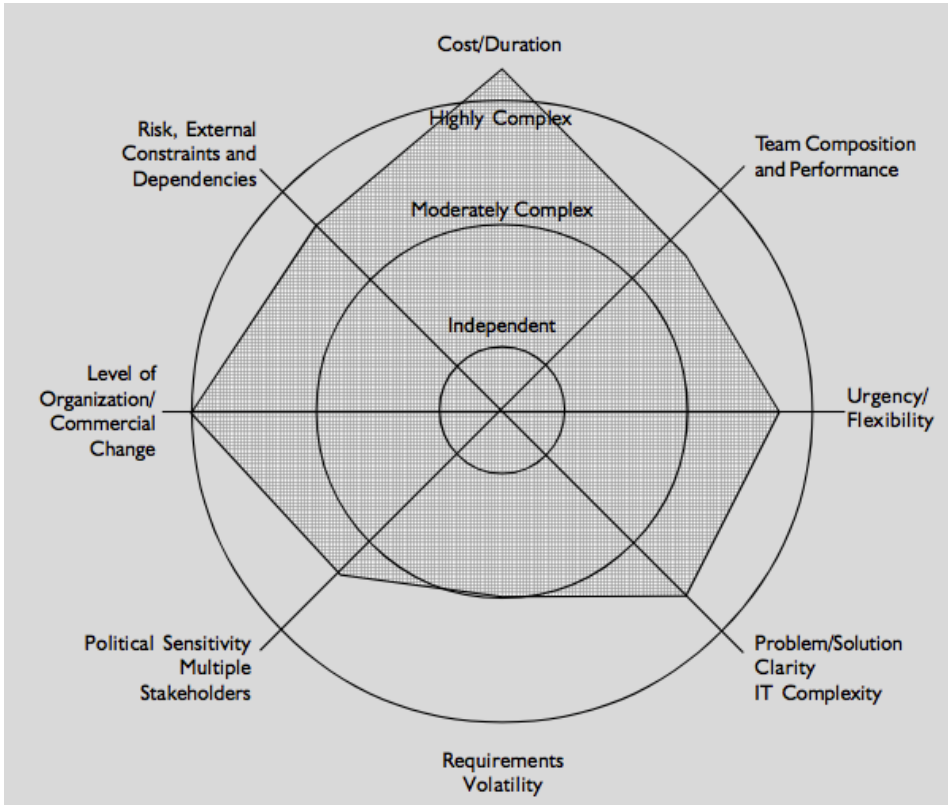 Cost/Duration
Highly Complex
Risk, External
Constraints and
Dependencies
Team Composition
and Performance
Moderately Complex
Independent
Level of
Organization/
Commercial
Change
Urgency/
Flexibility
Political Sensitivity
Multiple
Stakeholders
Problem/Solution
Clarity
IT Complexity
Requirements
Volatility